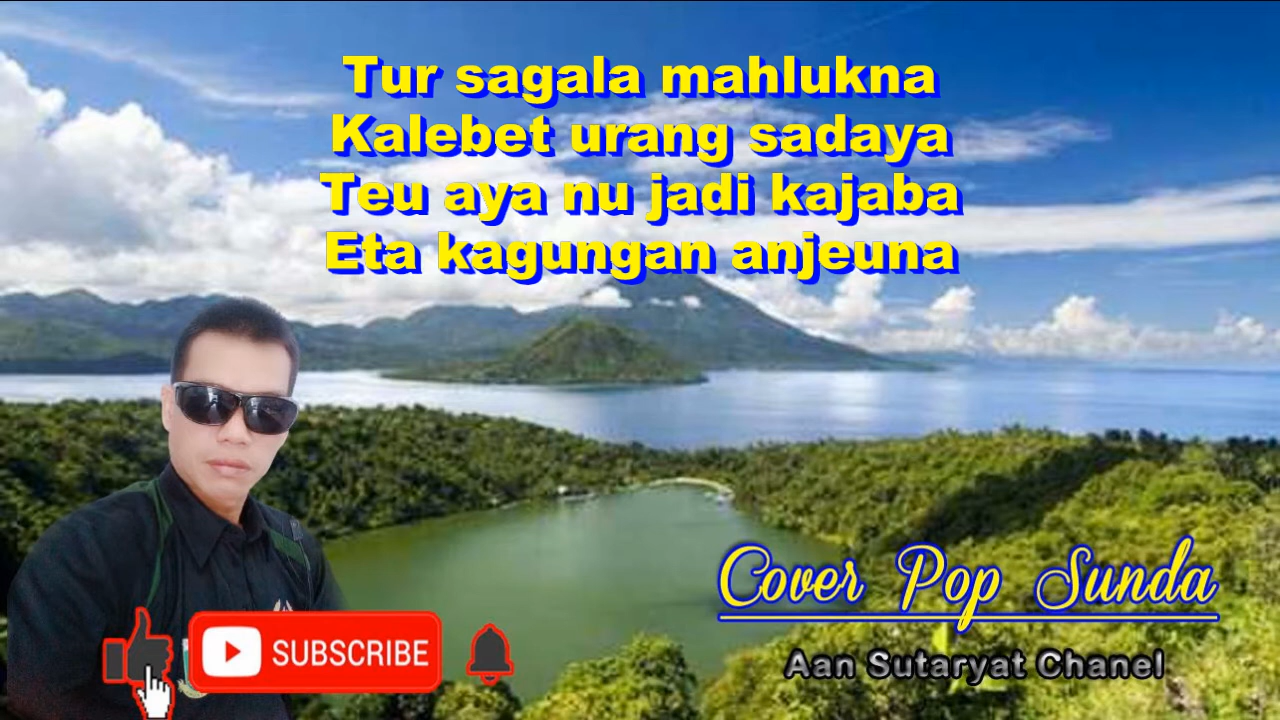 Tur sagala mahlukna
Kalebet urang sadaya
Teu aya nu jadi kajaba
Eta kagungan anjeuna
Cover Pop Sunda
Aan Sutaryat Chanel
SUBSCRIBE